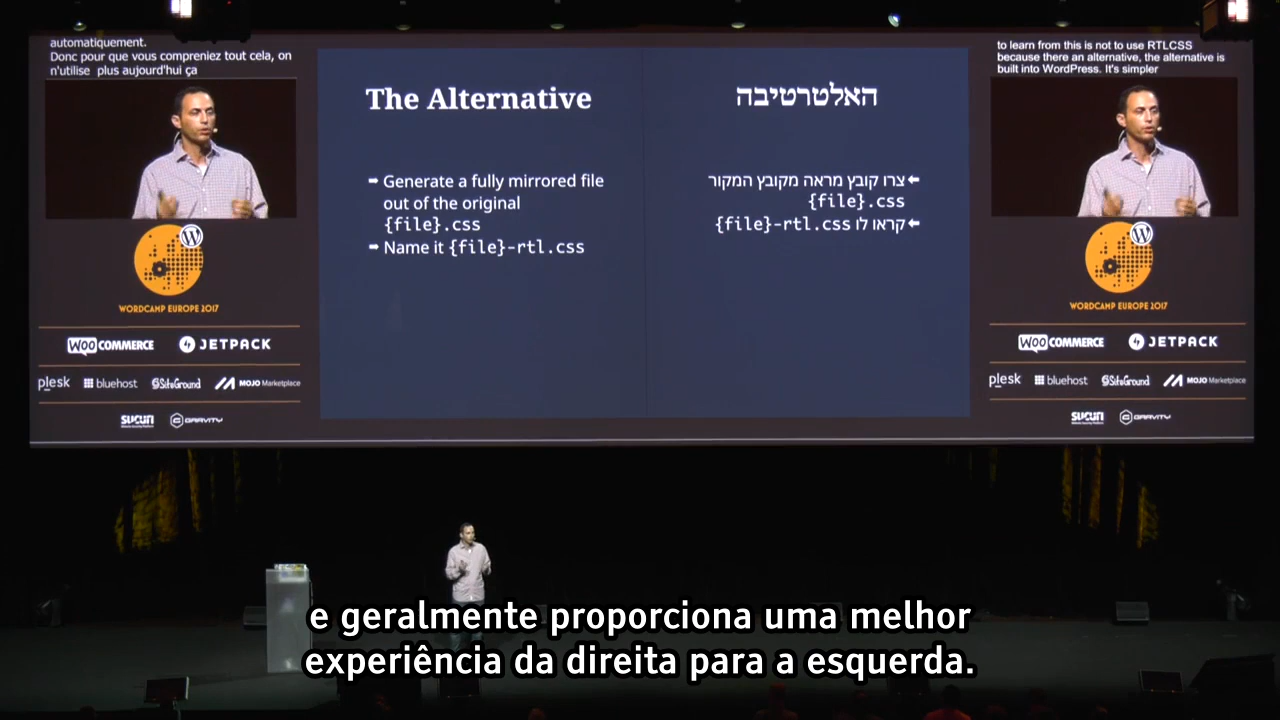 automatiquement.
Donc pour que vous compreniez tout cela, on
n'utilise plus aujourd'hui ça
WORDCAMP EUROPE 2017
WOO COMMERCE
JETPACK
plesk
bluehost
SiteGround
MOJO Marketplace
SUCURI
GRAVITY
The Alternative
➡ Generate a fully mirrored file
out of the original
{file}.css
➡ Name it {file}-rtl.css
האלטרטיבה
⬅צרו קובץ מראה מקובץ המקור
{file}.css
⬅קראו לו {file}-rtl.css
to learn from this is not to use RTLCSS
because there an alternative, the alternative is
built into WordPress. It's simpler
WORDCAMP EUROPE 2017
WOO COMMERCE
JETPACK
plesk
bluehost
SiteGround
MOJO Marketplace
SUCURI
GRAVITY
e geralmente proporciona uma melhor
experiência da direita para a esquerda.